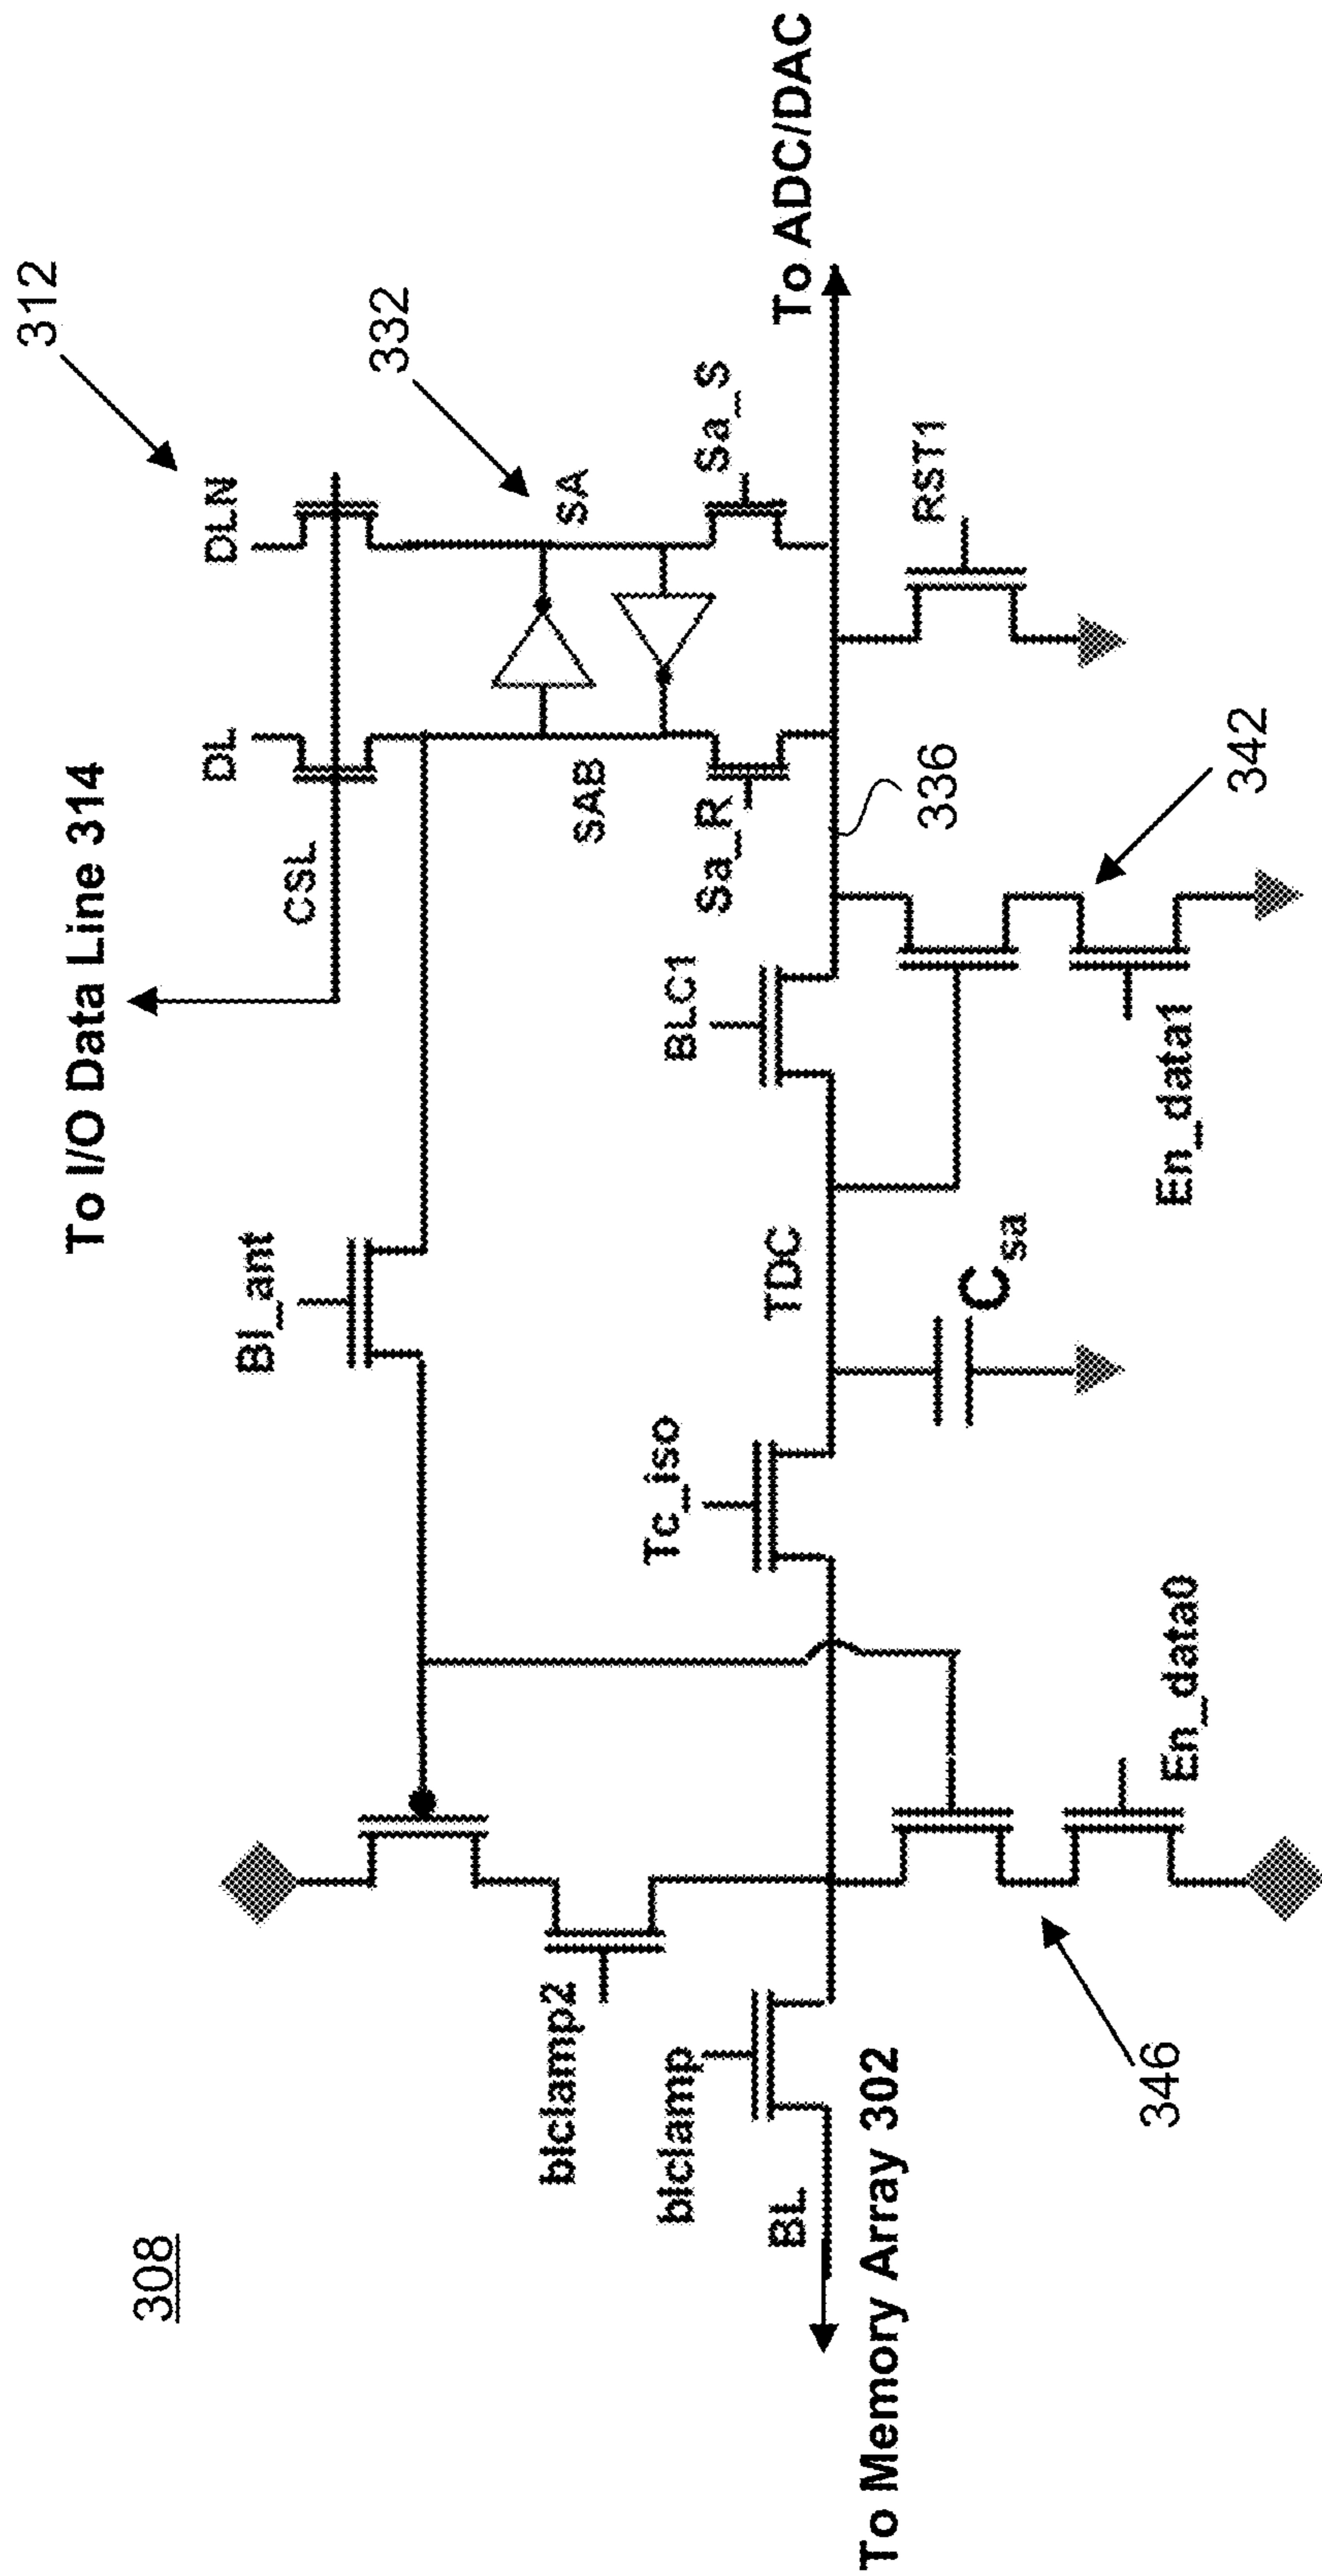 308
To I/O Data Line 314
312
DL
DLN
CSL
Bl_ant
332
SA
SAB
blclamp2
Tc_iso
BLC1
Sa_R
Sa_S
To ADC/DAC
blclamp
BL
TDC
336
RST1
To Memory Array 302
Csa
346
En_data0
En_data1
342